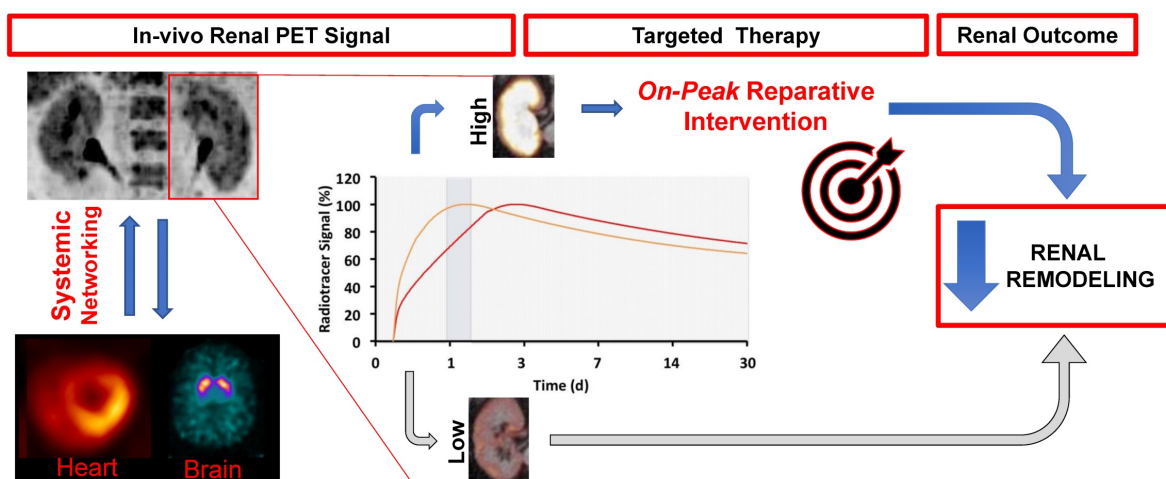 In-vivo Renal PET Signal
Targeted Therapy
Renal Outcome
High
On-Peak Reparative
Intervention
Systemic
Networking
Radiotracer Signal (%)
120
100
80
60
40
20
0
0 1 3 7 14 30
Time (d)
RENAL
REMODELING
Low
Heart
Brain